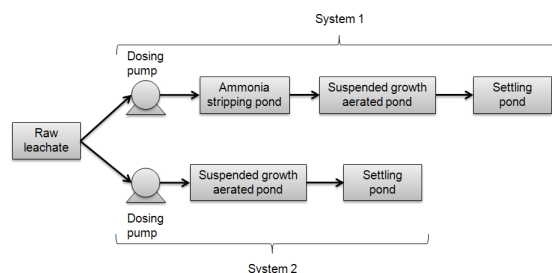 System 1
Dosing
pump
Ammonia
stripping pond
Suspended growth
aerated pond
Settling
pond
Raw
leachate
Suspended growth
aerated pond
Settling
pond
Dosing
pump
System 2